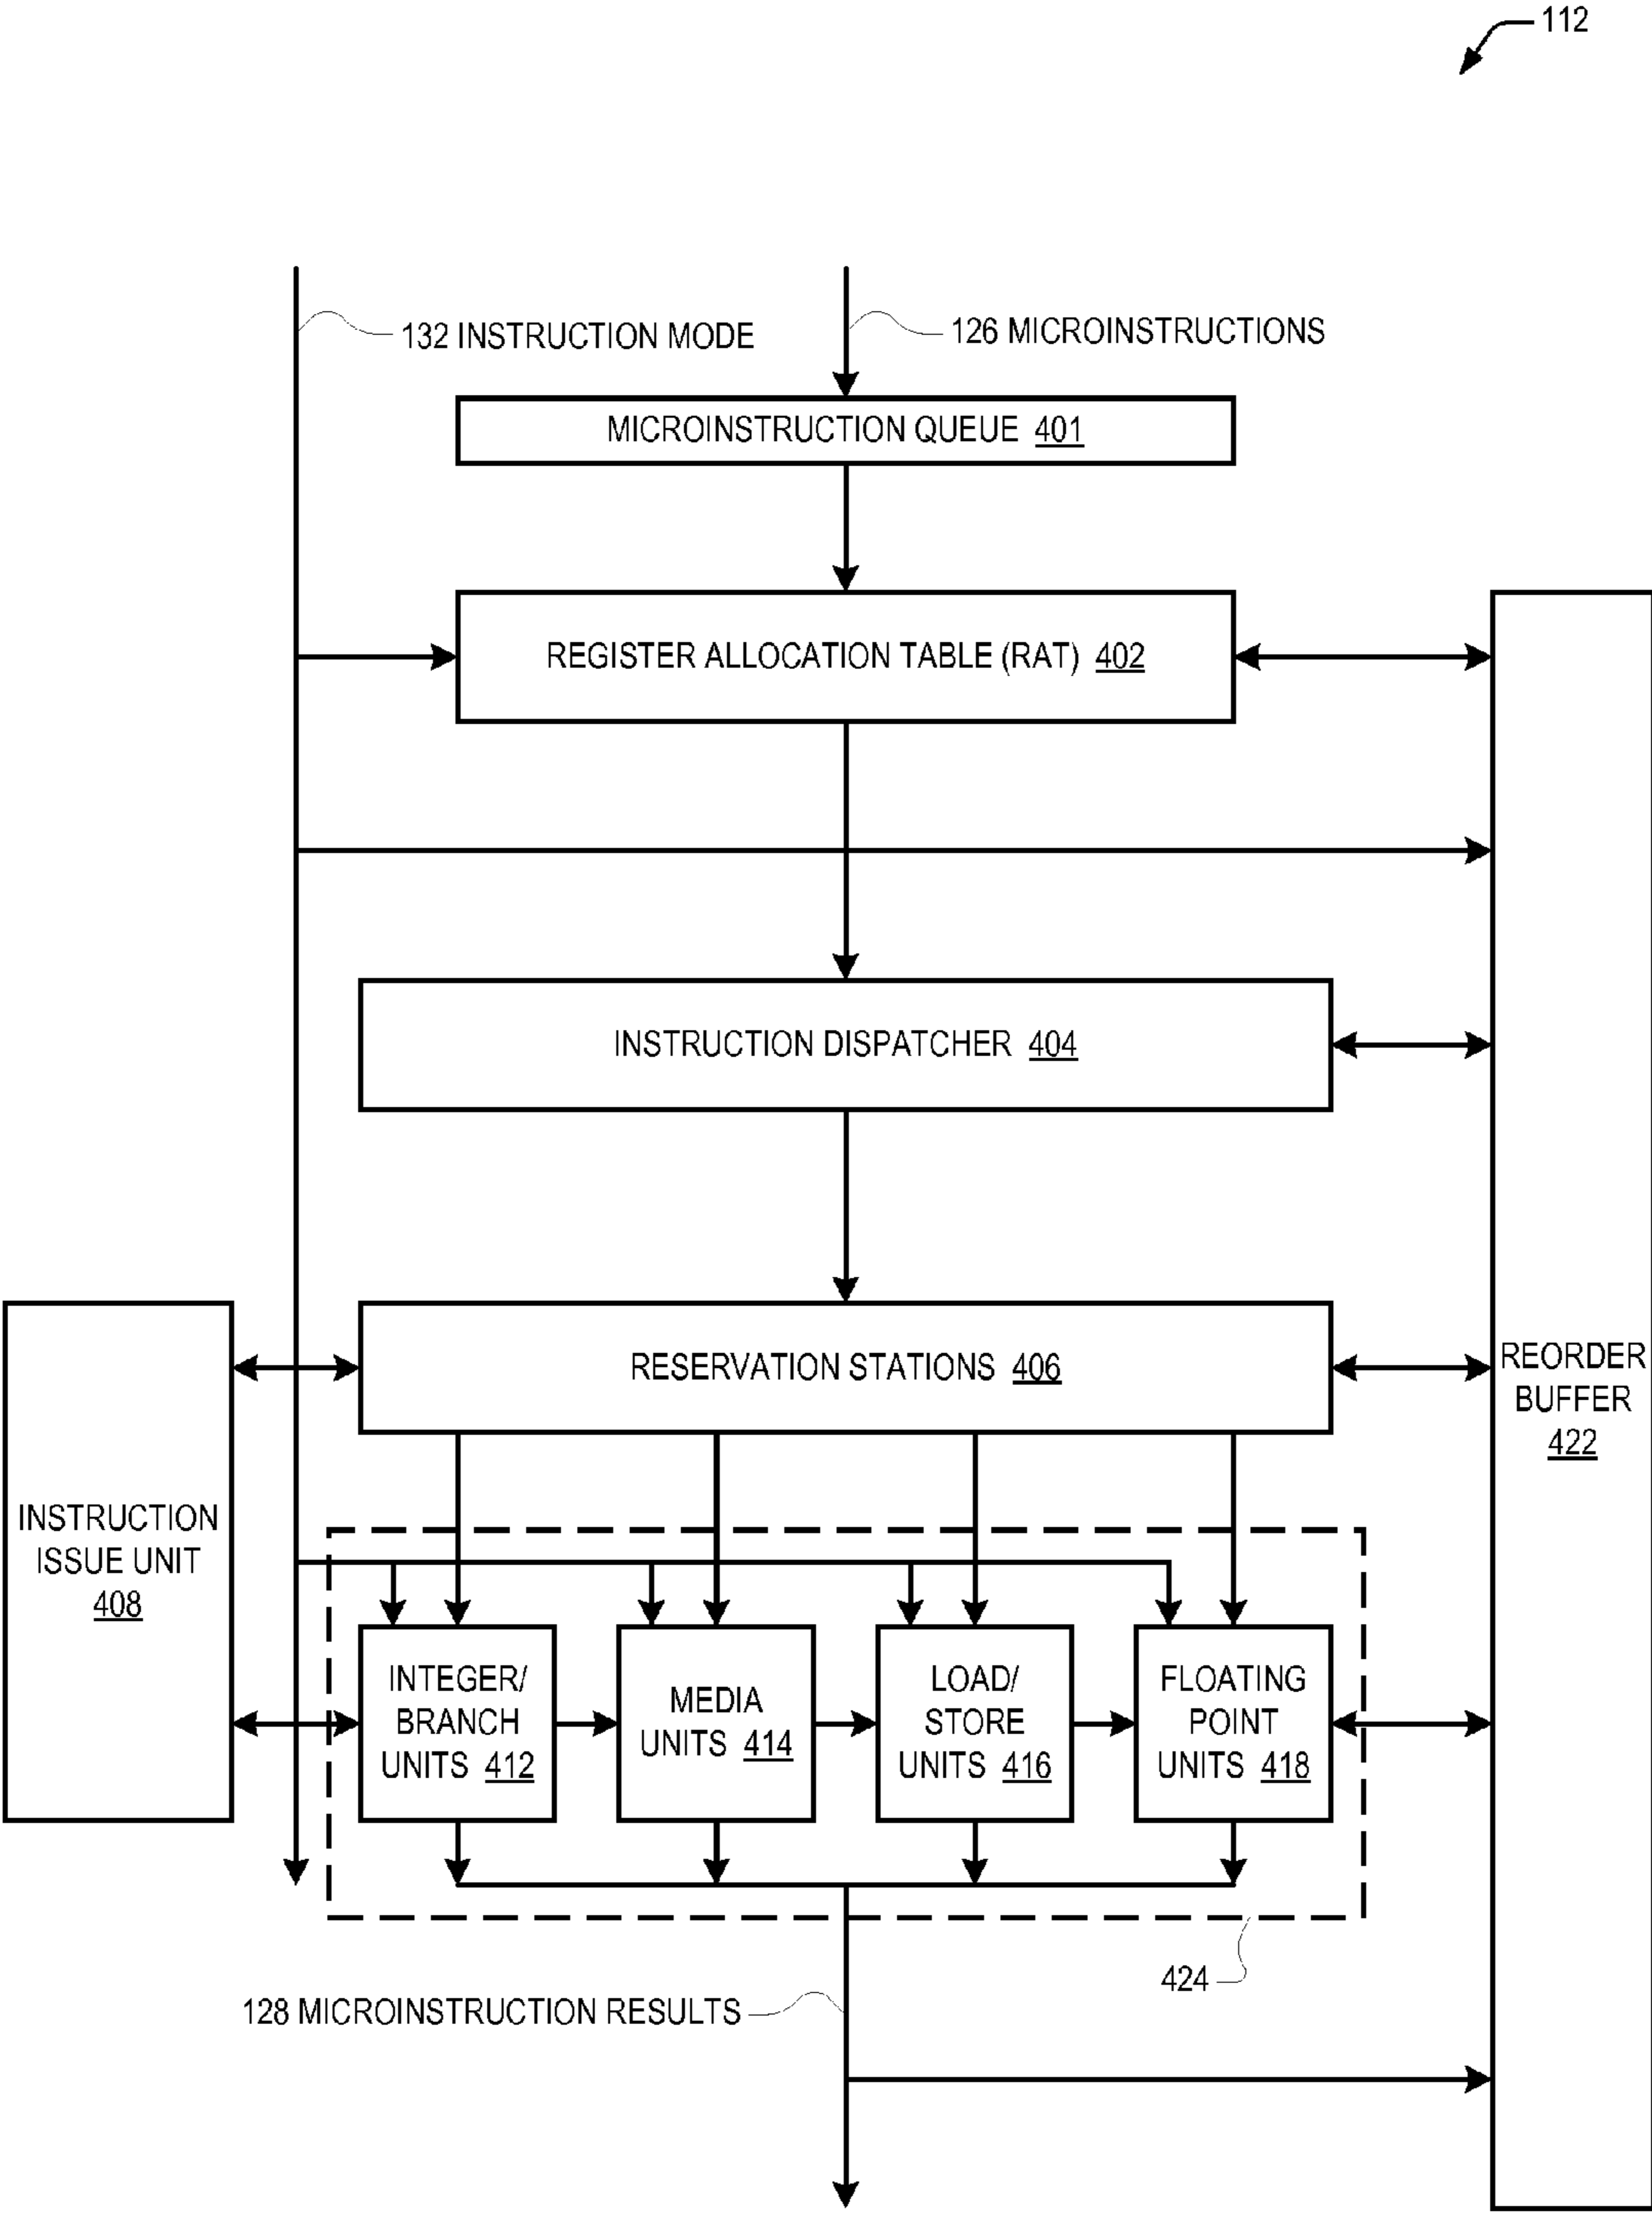 112
132 INSTRUCTION MODE
126 MICROINSTRUCTIONS
MICROINSTRUCTION QUEUE 401
REGISTER ALLOCATION TABLE (RAT) 402
INSTRUCTION DISPATCHER 404
RESERVATION STATIONS 406
REORDER
BUFFER
422
INSTRUCTION
ISSUE UNIT
408
INTEGER/
BRANCH
UNITS 412
MEDIA
UNITS 414
LOAD/
STORE
UNITS 416
FLOATING
POINT
UNITS 418
424
128 MICROINSTRUCTION RESULTS